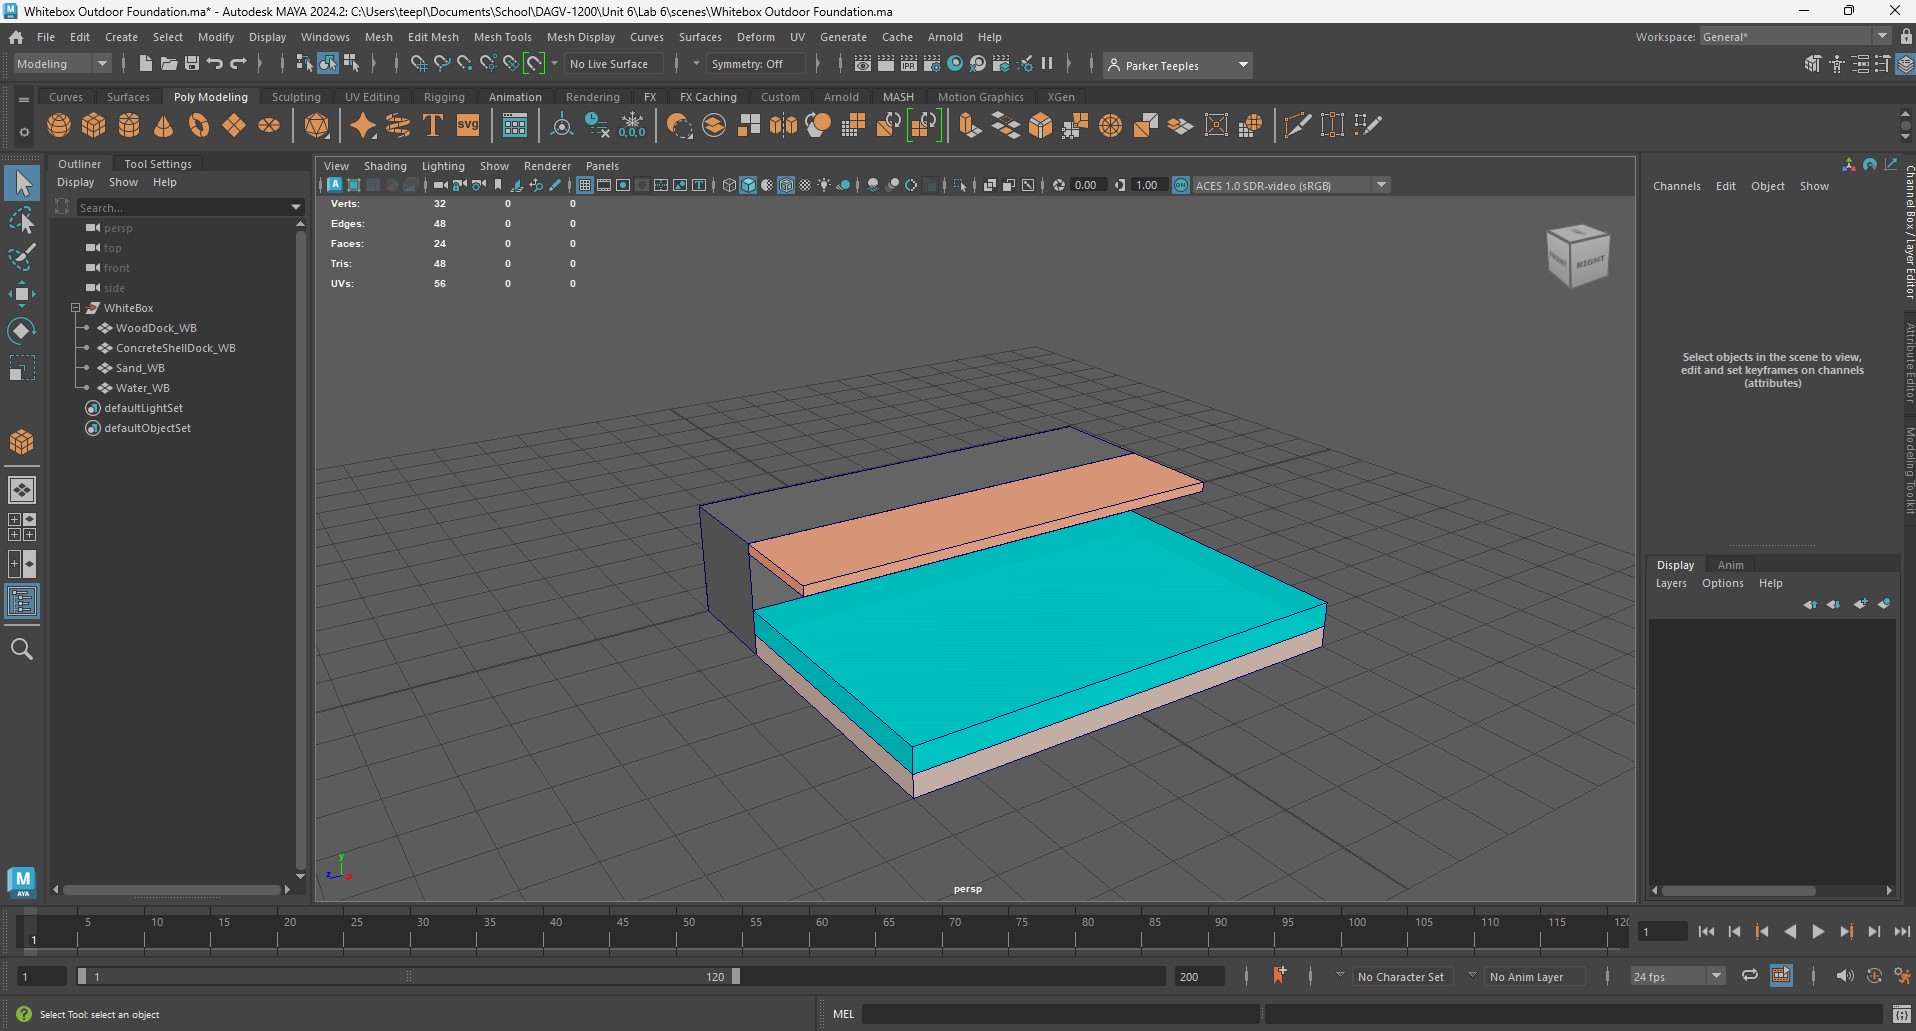 Whitebox Outdoor Foundation.ma* - Autodesk MAYA 2024.2: C:\Users\teepl\Documents\School\DAGV-1200\Unit 6\Lab 6\scenes\Whitebox Outdoor Foundation.ma
File Edit Create Select Modify Display Windows Mesh Edit Mesh Mesh Tools Mesh Display Curves Surfaces Deform UV Generate Cache Arnold Help
Workspace: General*
Modeling
No Live Surface
Symmetry: Off
IPR
Parker Teeples
Curves Surfaces Poly Modeling Sculpting UV Editing Rigging Animation Rendering FX FX Caching Custom Arnold MASH Motion Graphics XGen
T SVG 0,0,0
Outliner Tool Settings
Display Show Help
Search...
persp
top
front
side
WhiteBox
WoodDock_WB
ConcreteShellDock_WB
Sand_WB
Water_WB
defaultLightSet
defaultObjectSet
View Shading Lighting Show Renderer Panels
0.00 1.00 ON ACES 1.0 SDR-video (sRGB)
Verts: 32 0 0
Edges: 48 0 0
Faces: 24 0 0
Tris: 48 0 0
UVs: 56 0 0
FRONT RIGHT
y
z x
persp
Channels Edit Object Show
Select objects in the scene to view,
edit and set keyframes on channels
(attributes)
Channel Box / Layer Editor
Attribute Editor
Modeling Toolkit
Display Anim
Layers Options Help
M
AYA
5 10 15 20 25 30 35 40 45 50 55 60 65 70 75 80 85 90 95 100 105 110 115 120
1
1
1
1 120
200
No Character Set
No Anim Layer
24 fps
Select Tool: select an object
MEL